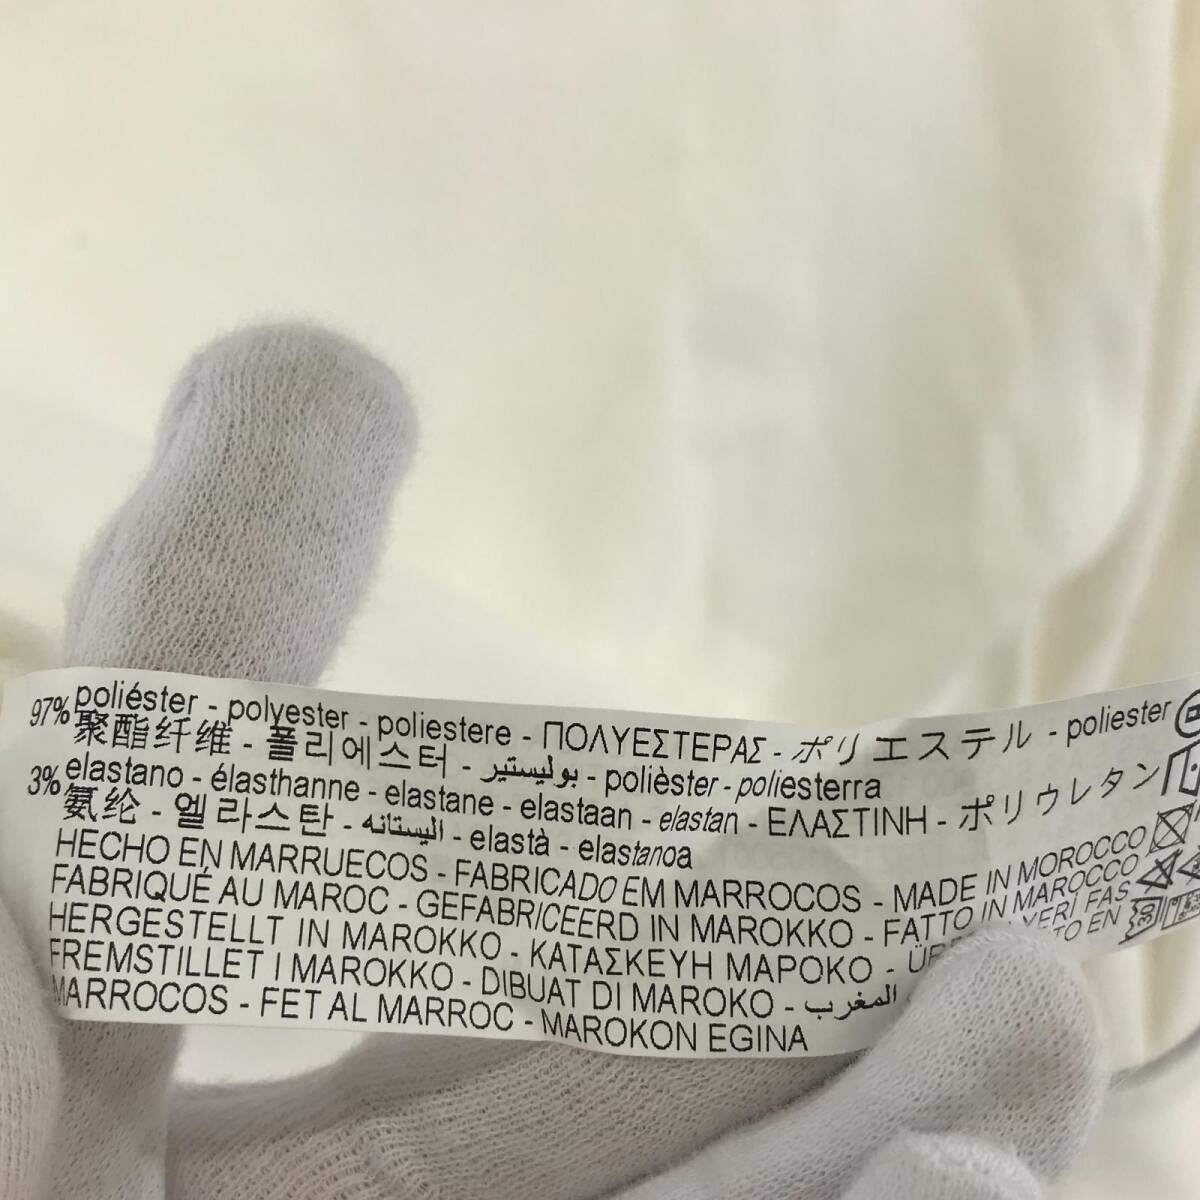 97% poliéster - polyester - poliestere - ΠΟΛΥΕΣΤΕΡΑΣ - ポリエステル - poliester
聚酯纤维 - 폴리에스터 - بوليستير - polièster - poliesterra
3% elastano - élasthanne - elastane - elastaan - elastan - ΕΛΑΣΤΙΝΗ - ポリウレタン
氨纶 - 엘라스탄 - اليستانه - elastà - elastanoa
HECHO EN MARRUECOS - FABRICADO EM MARROCOS - MADE IN MOROCCO
FABRIQUÉ AU MAROC - GEFABRICEERD IN MAROKKO - FATTO IN MAROCCO
HERGESTELLT IN MAROKKO - ΚΑΤΑΣΚΕΥΗ ΜΑΡΟΚΟ - YERİ FAS
FREMSTILLET I MAROKKO - DIBUAT DI MAROKO - المغرب EN
MARROCOS - FET AL MARROC - MAROKON EGINA